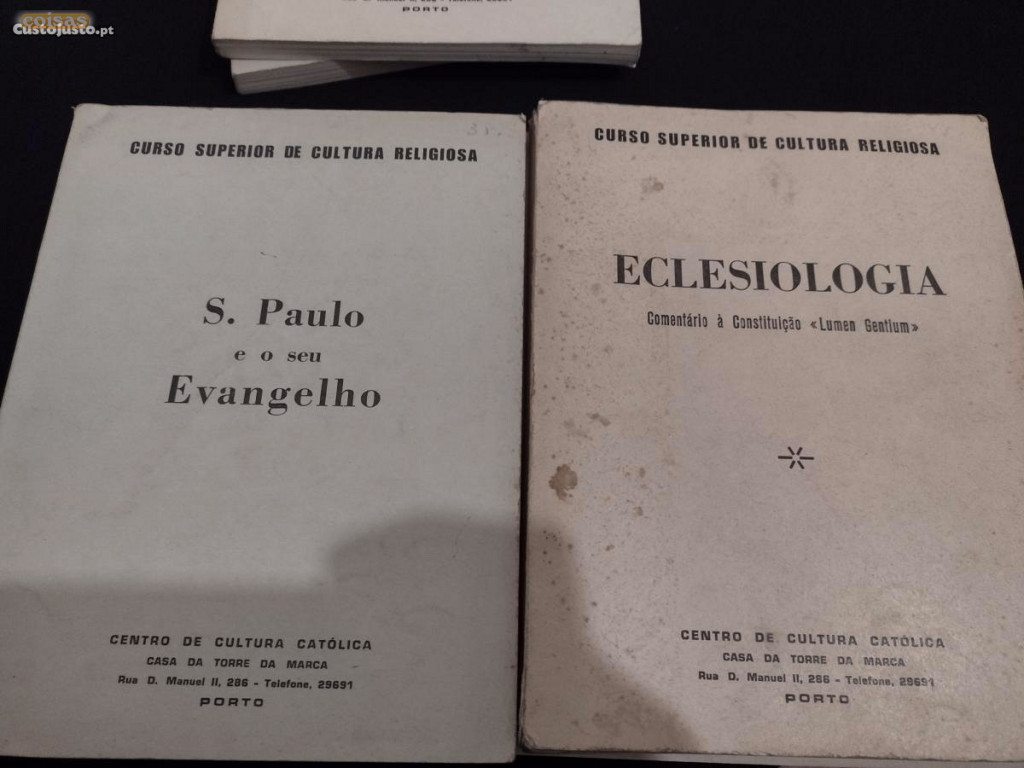 coisas
CustoJusto.pt
PORTO
CURSO SUPERIOR DE CULTURA RELIGIOSA
S. Paulo
e o seu
Evangelho
CENTRO DE CULTURA CATÓLICA
CASA DA TORRE DA MARCA
Rua D. Manuel II, 286 - Telefone, 29691
PORTO
CURSO SUPERIOR DE CULTURA RELIGIOSA
ECLESIOLOGIA
Comentário à Constituição «Lumen Gentium»
CENTRO DE CULTURA CATÓLICA
CASA DA TORRE DA MARCA
Rua D. Manuel II, 286 - Telefone, 29691
PORTO